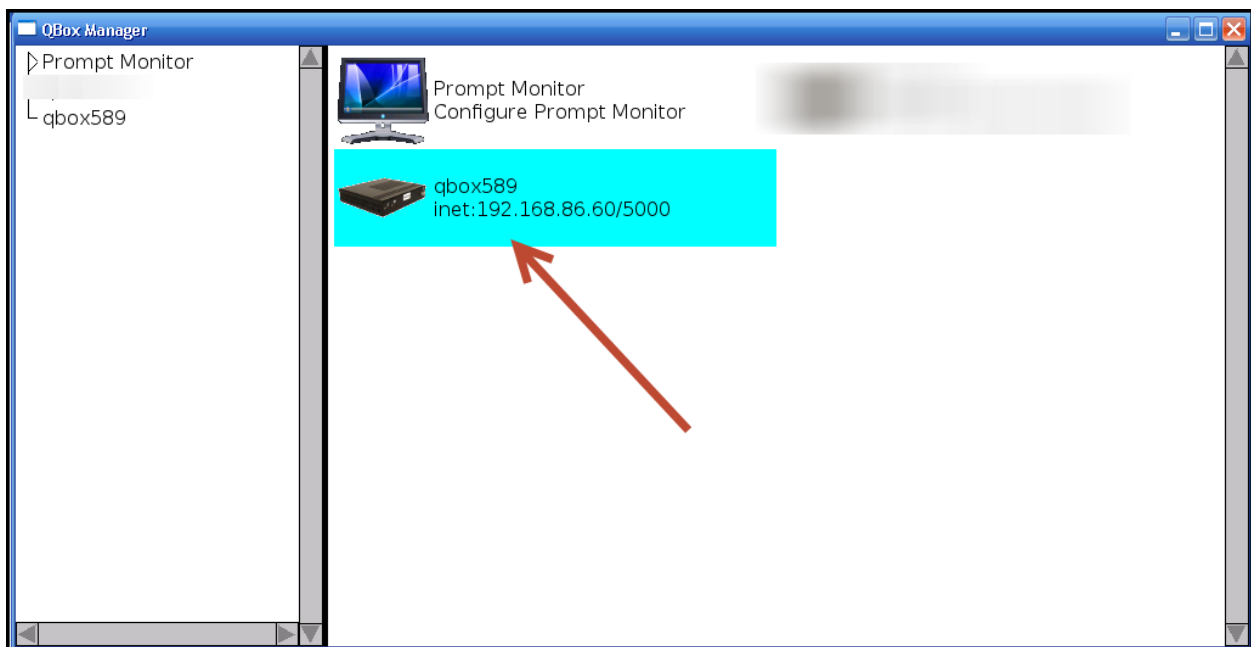 QBox Manager
Prompt Monitor
qbox589
Prompt Monitor
Configure Prompt Monitor
qbox589
inet:192.168.86.60/5000